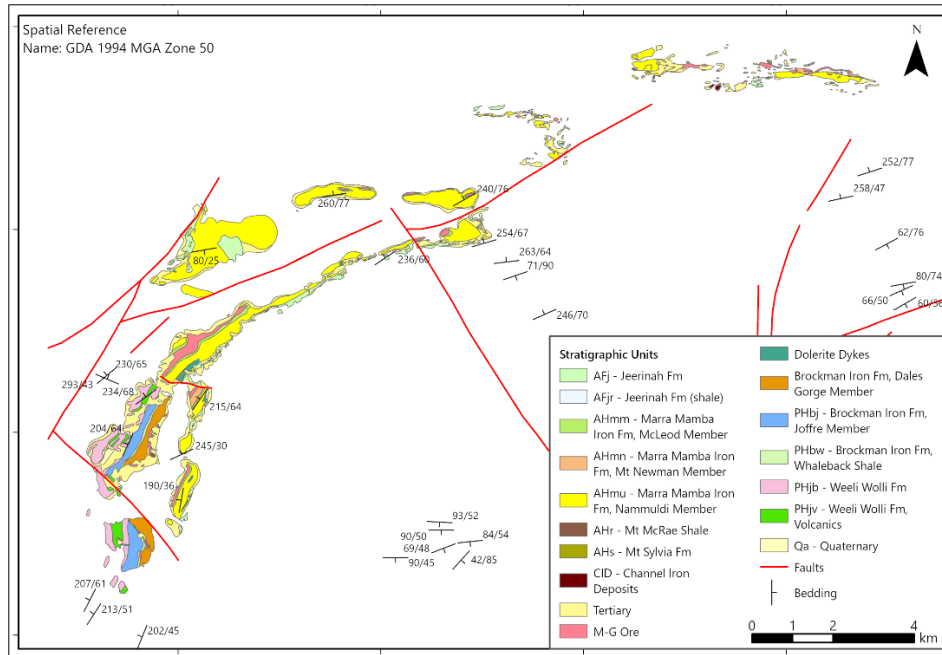 Spatial Reference
Name: GDA 1994 MGA Zone 50
N
252/77
258/47
240/76
260/77
254/67
62/76
263/64
236/60
71/90
80/25
80/74
66/50
246/70
230/65
293/43
234/68
215/64
204/64
245/30
190/36
93/52
90/50
84/54
69/48
90/45
42/85
207/61
213/51
202/45
Stratigraphic Units
AFj - Jeerinah Fm
AFjr - Jeerinah Fm (shale)
AHmm - Marra Mamba
Iron Fm, McLeod Member
AHmn - Marra Mamba Iron
Fm, Mt Newman Member
AHmu - Marra Mamba Iron
Fm, Nammuldi Member
AHr - Mt McRae Shale
AHs - Mt Sylvia Fm
CID - Channel Iron
Deposits
Tertiary
M-G Ore
Dolerite Dykes
Brockman Iron Fm, Dales
Gorge Member
PHbj - Brockman Iron Fm,
Joffre Member
PHbw - Brockman Iron Fm,
Whaleback Shale
PHjb - Weeli Wolli Fm
PHjv - Weeli Wolli Fm,
Volcanics
Qa - Quaternary
Faults
Bedding
0 1 2 4
km